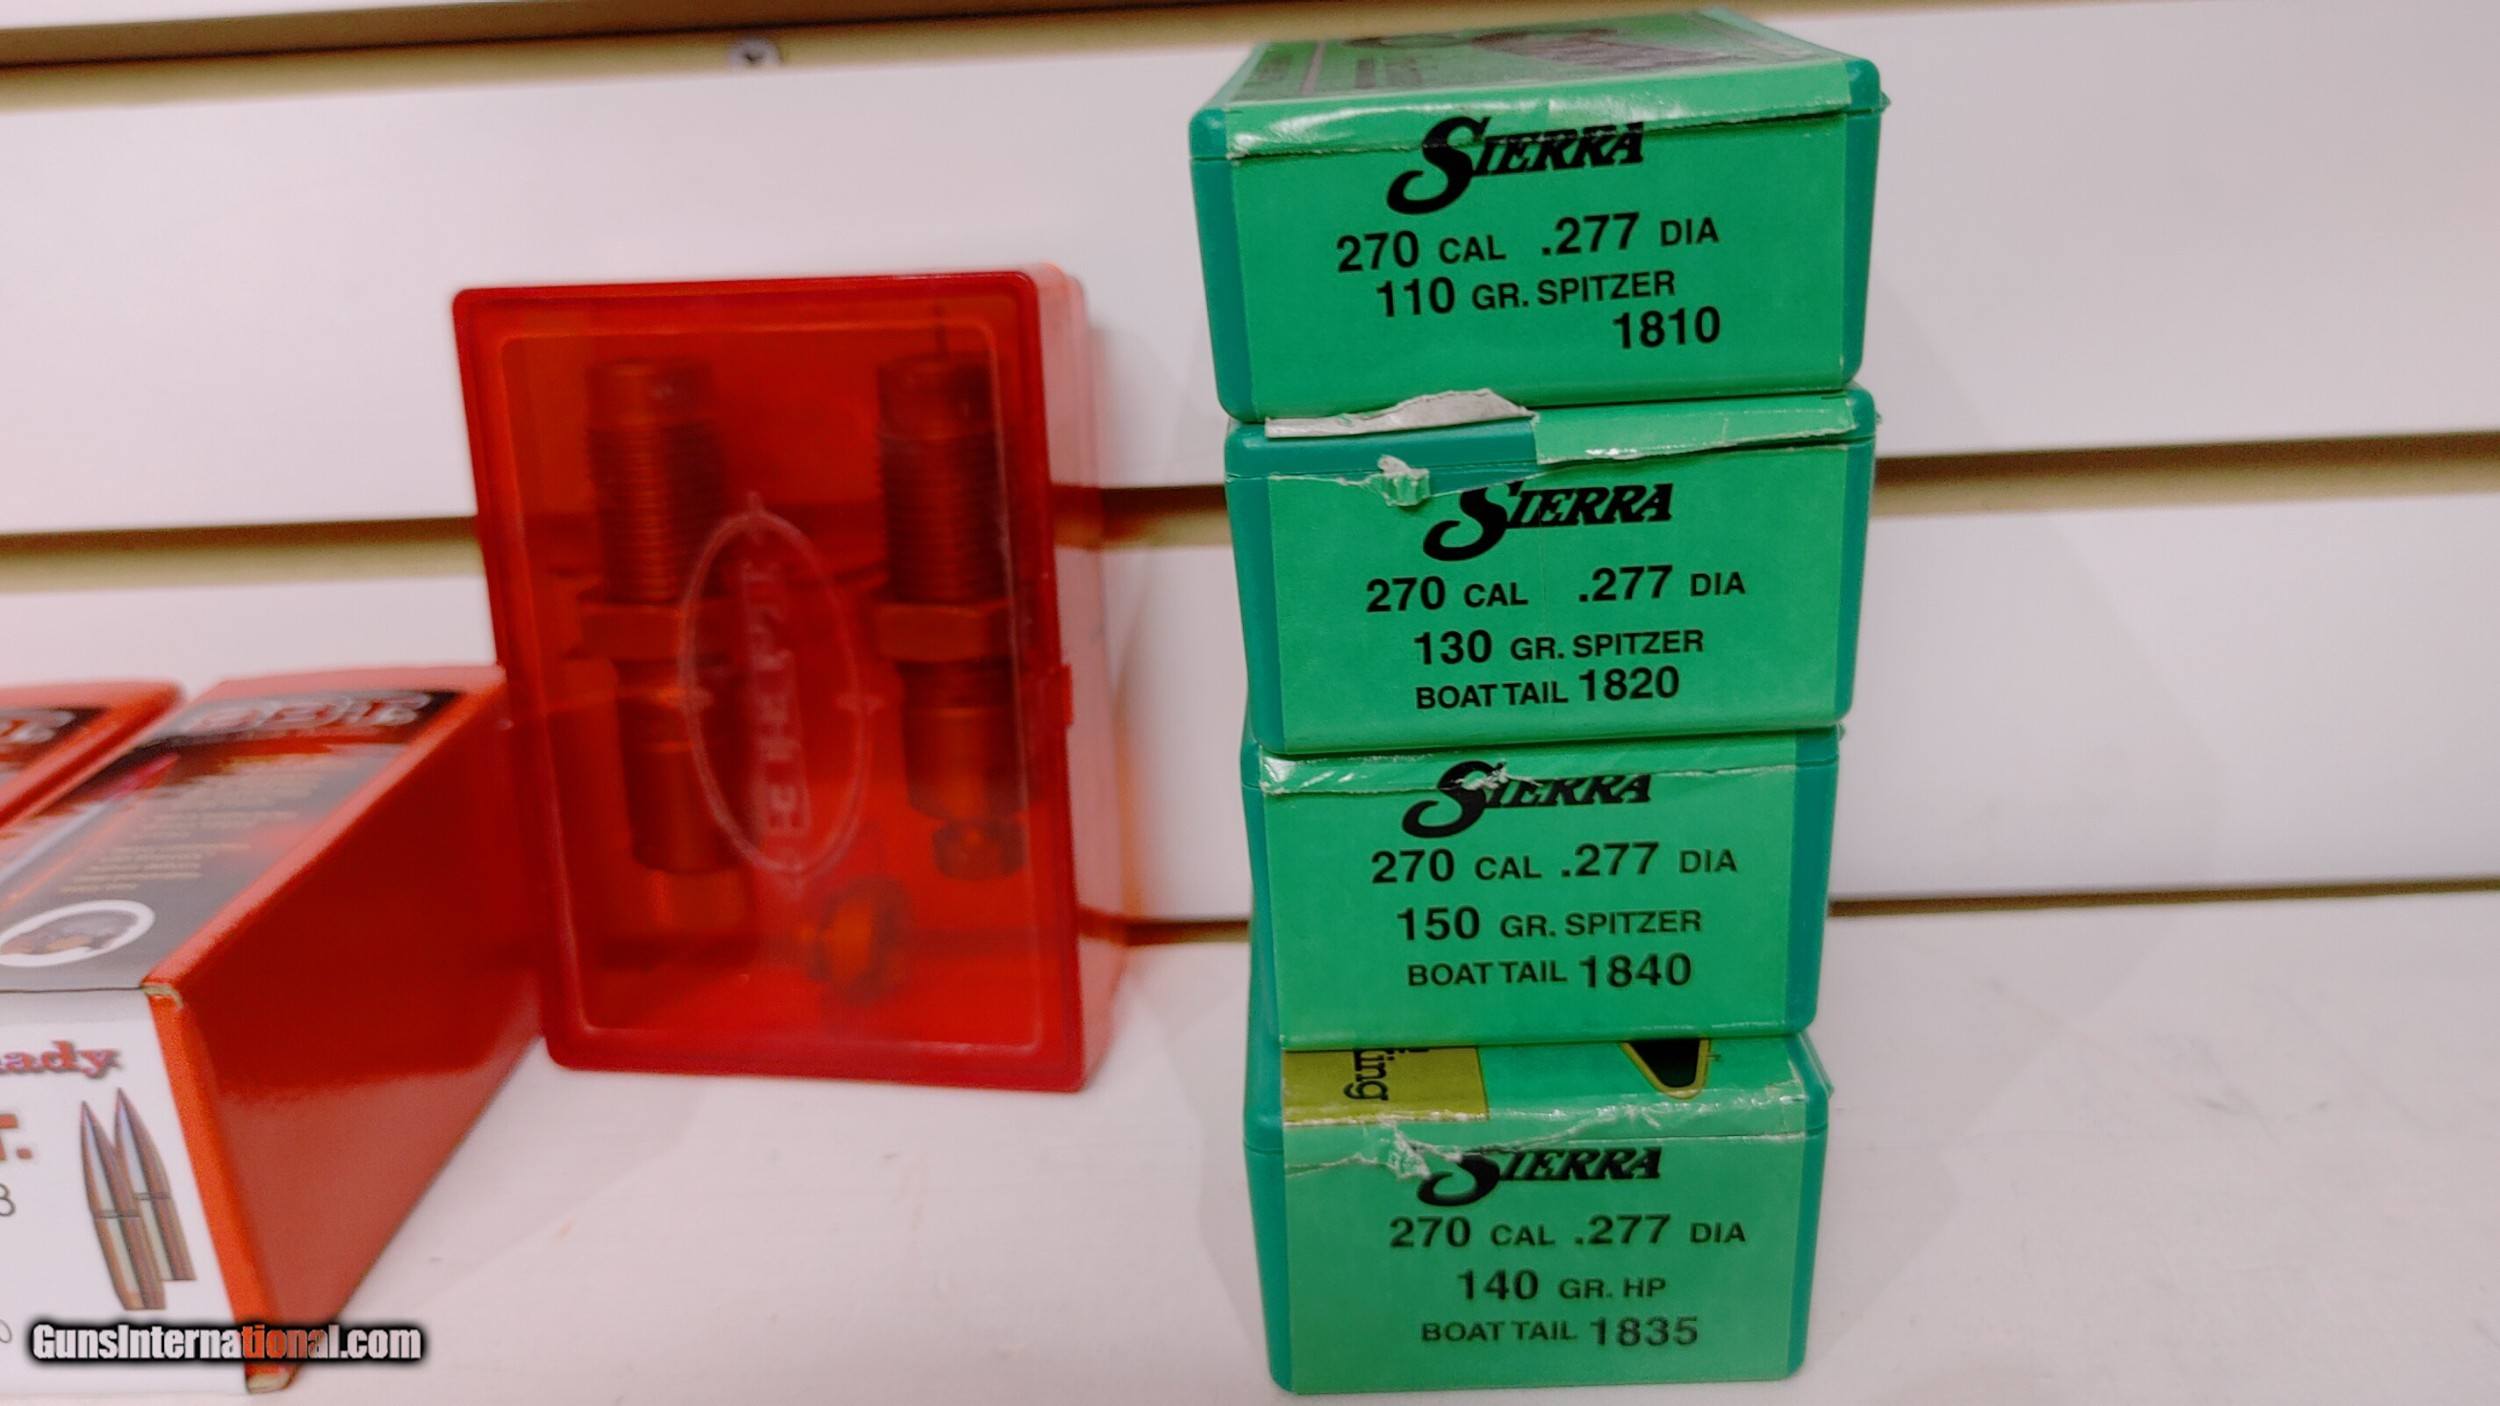 SIERRA
270 CAL .277 DIA
110 GR. SPITZER
1810
SIERRA
270 CAL .277 DIA
130 GR. SPITZER
BOAT TAIL 1820
SIERRA
270 CAL .277 DIA
150 GR. SPITZER
BOAT TAIL 1840
ting
SIERRA
270 CAL .277 DIA
140 GR. HP
BOAT TAIL 1835
ady
T.
GunsInternational.com